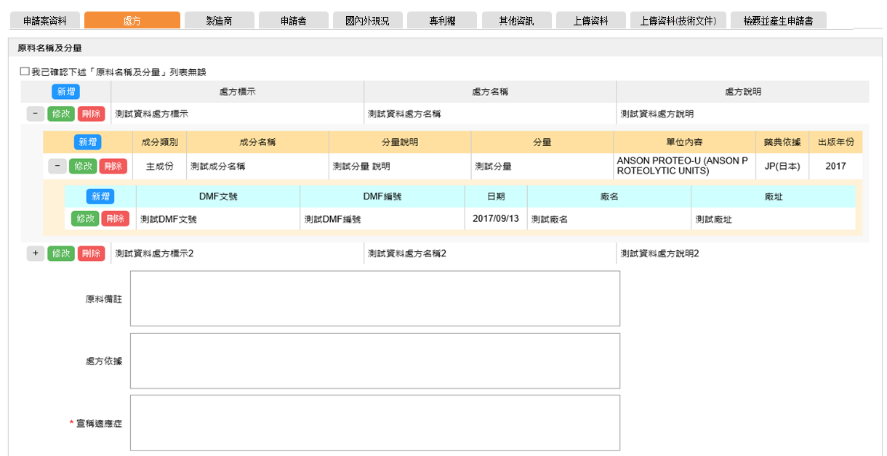 申請案資料 處方 製造商 申請者 國內外現況 專利權 其他資訊 上傳資料 上傳資料(技術文件) 檢覈並產生申請書
原料名稱及分量
我已確認下述「原料名稱及分量」列表無誤
新增 處方標示 處方名稱 處方說明
− 修改 刪除 測試資料處方標示 測試資料處方名稱 測試資料處方說明
新增 成分類別 成分名稱 分量說明 分量 單位內容 藥典依據 出版年份
− 修改 刪除 主成份 測試成分名稱 測試分量 說明 測試分量 ANSON PROTEO-U (ANSON P
ROTEOLYTIC UNITS) JP(日本) 2017
新增 DMF文號 DMF編號 日期 廠名 廠址
修改 刪除 測試DMF文號 測試DMF編號 2017/09/13 測試廠名 測試廠址
+ 修改 刪除 測試資料處方標示2 測試資料處方名稱2 測試資料處方說明2
原料備註
處方依據
* 宣稱適應症